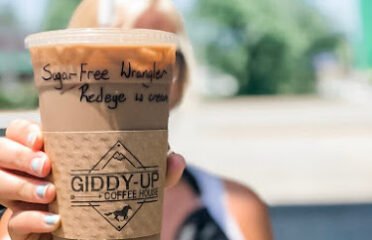 Sugar-Free Wrangler
Redeye w cream
GIDDY-UP
COFFEE HOUSE